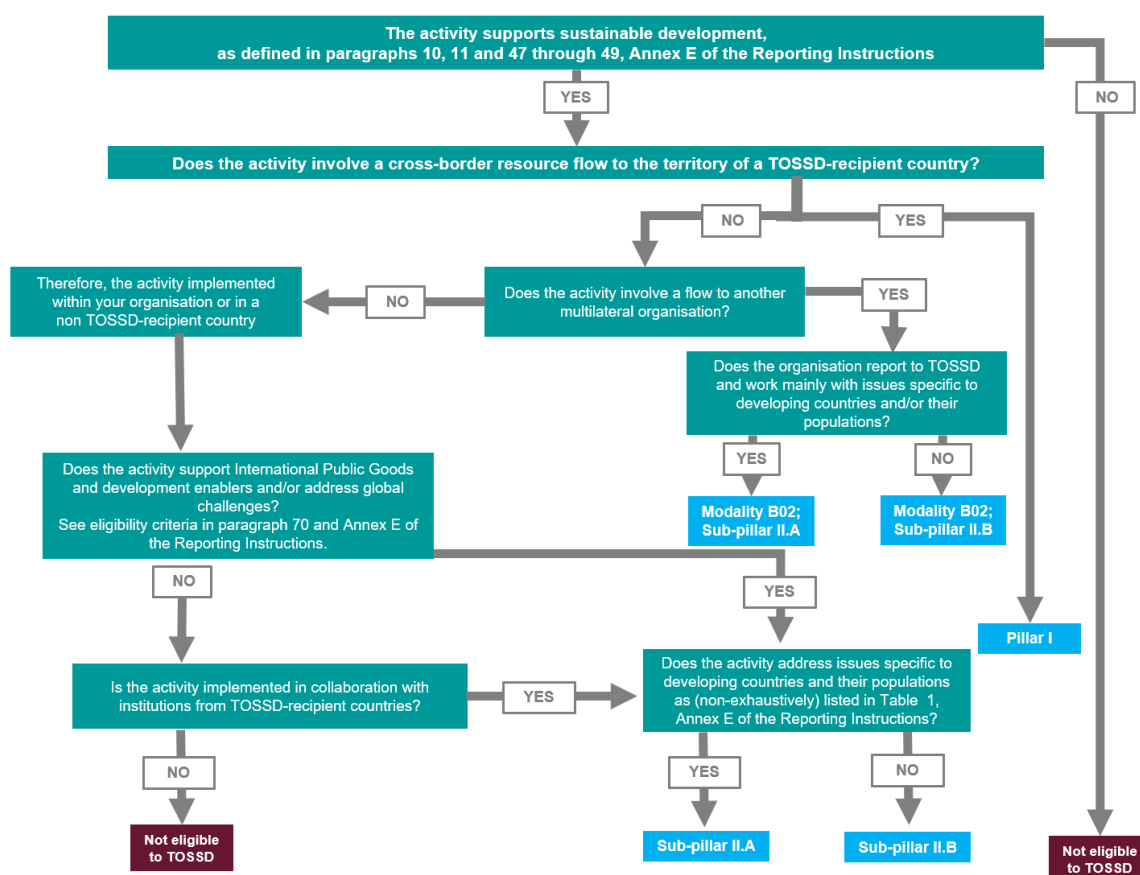 The activity supports sustainable development,
as defined in paragraphs 10, 11 and 47 through 49, Annex E of the Reporting Instructions
YES
NO
Does the activity involve a cross-border resource flow to the territory of a TOSSD-recipient country?
NO
YES
Therefore, the activity implemented
within your organisation or in a
non TOSSD-recipient country
NO
Does the activity involve a flow to another
multilateral organisation?
YES
Does the organisation report to TOSSD
and work mainly with issues specific to
developing countries and/or their
populations?
YES
NO
Modality B02;
Sub-pillar II.A
Modality B02;
Sub-pillar II.B
Does the activity support International Public Goods
and development enablers and/or address global
challenges?
See eligibility criteria in paragraph 70 and Annex E of
the Reporting Instructions.
NO
YES
Pillar I
Is the activity implemented in collaboration with
institutions from TOSSD-recipient countries?
YES
Does the activity address issues specific to
developing countries and their populations
as (non-exhaustively) listed in Table 1,
Annex E of the Reporting Instructions?
NO
YES
NO
Not eligible
to TOSSD
Sub-pillar II.A
Sub-pillar II.B
Not eligible
to TOSSD